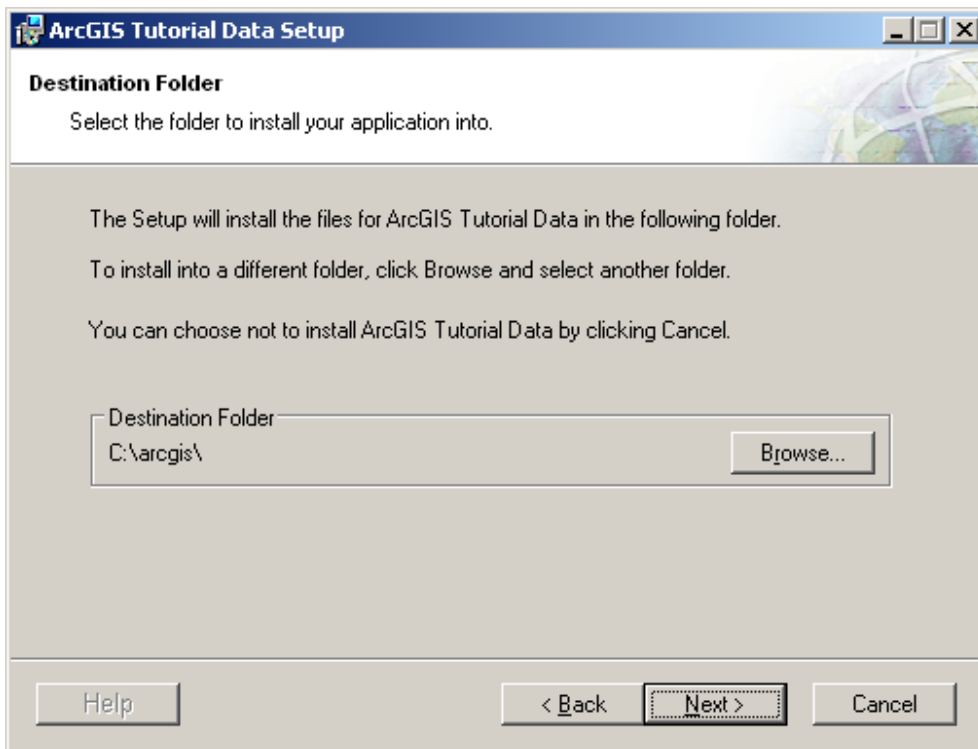 ArcGIS Tutorial Data Setup
Destination Folder
Select the folder to install your application into.
The Setup will install the files for ArcGIS Tutorial Data in the following folder.
To install into a different folder, click Browse and select another folder.
You can choose not to install ArcGIS Tutorial Data by clicking Cancel.
Destination Folder
C:\arcgis\
Browse...
Help
< Back
Next >
Cancel